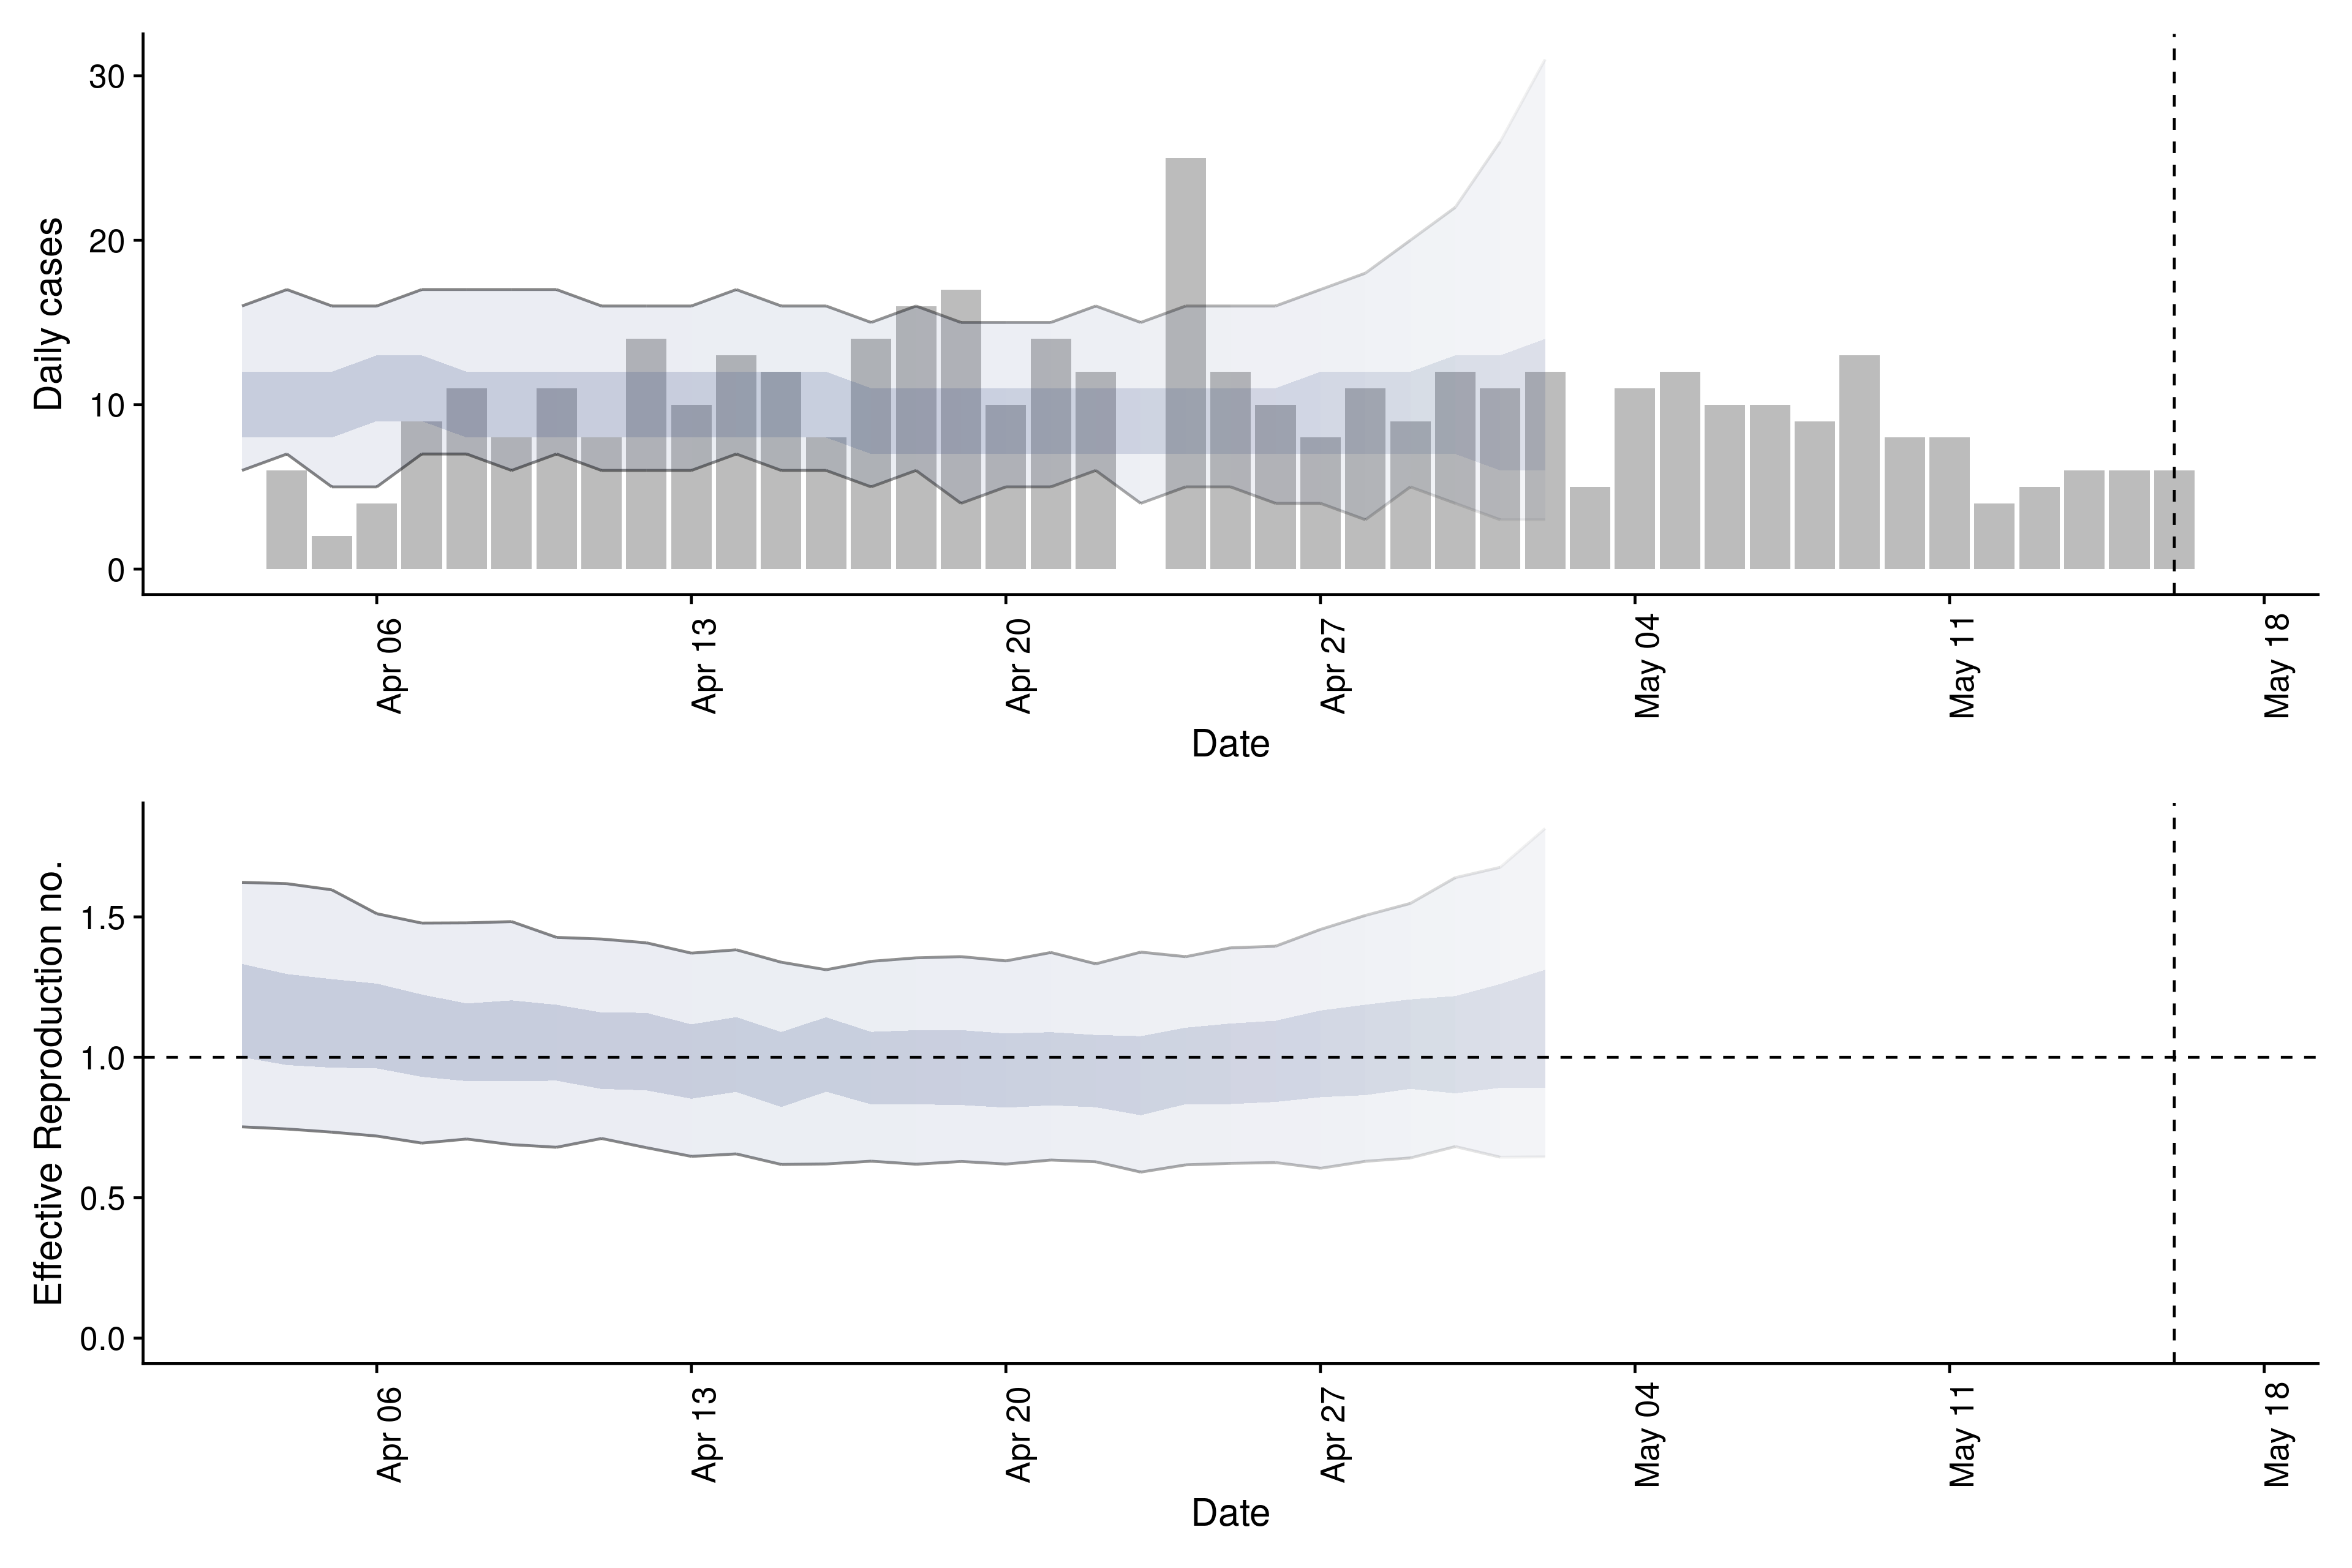 Daily cases
30
20
10
0
Apr 06
Apr 13
Apr 20
Apr 27
May 04
May 11
May 18
Date
Effective Reproduction no.
1.5
1.0
0.5
0.0
Apr 06
Apr 13
Apr 20
Apr 27
May 04
May 11
May 18
Date